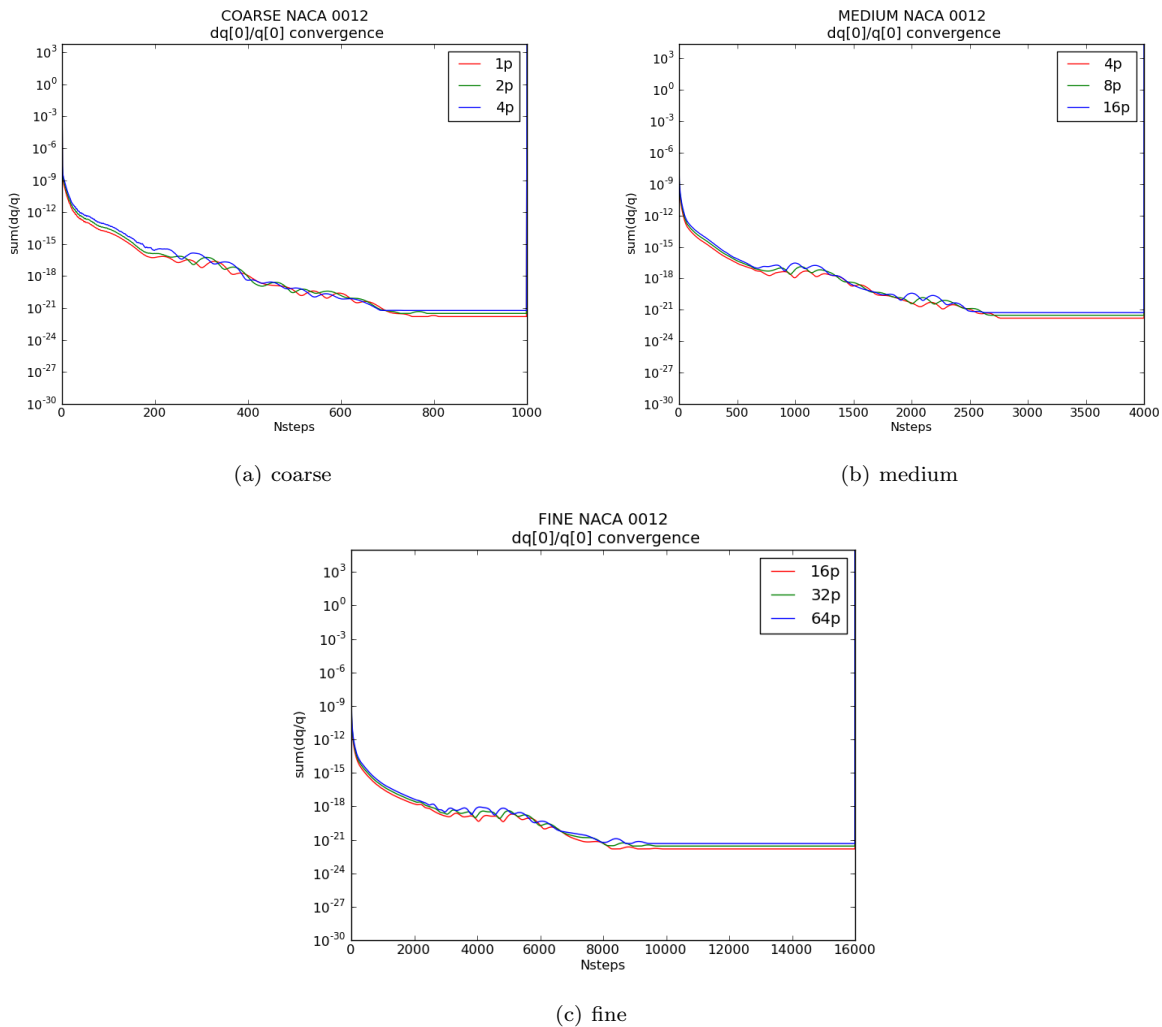 COARSE NACA 0012
dq[0]/q[0] convergence
sum(dq/q)
10^3
10^0
10^-3
10^-6
10^-9
10^-12
10^-15
10^-18
10^-21
10^-24
10^-27
10^-30
1p
2p
4p
0 200 400 600 800 1000
Nsteps
(a) coarse
MEDIUM NACA 0012
dq[0]/q[0] convergence
sum(dq/q)
10^3
10^0
10^-3
10^-6
10^-9
10^-12
10^-15
10^-18
10^-21
10^-24
10^-27
10^-30
4p
8p
16p
0 500 1000 1500 2000 2500 3000 3500 4000
Nsteps
(b) medium
FINE NACA 0012
dq[0]/q[0] convergence
sum(dq/q)
10^3
10^0
10^-3
10^-6
10^-9
10^-12
10^-15
10^-18
10^-21
10^-24
10^-27
10^-30
16p
32p
64p
0 2000 4000 6000 8000 10000 12000 14000 16000
Nsteps
(c) fine